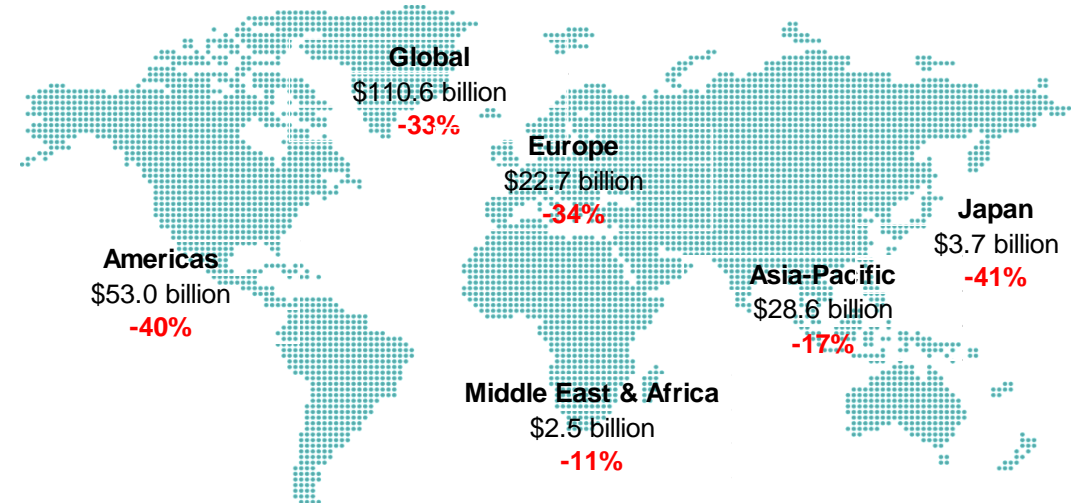 Global
$110.6 billion
-33%
Europe
$22.7 billion
-34%
Japan
$3.7 billion
-41%
Americas
$53.0 billion
-40%
Asia-Pacific
$28.6 billion
-17%
Middle East & Africa
$2.5 billion
-11%